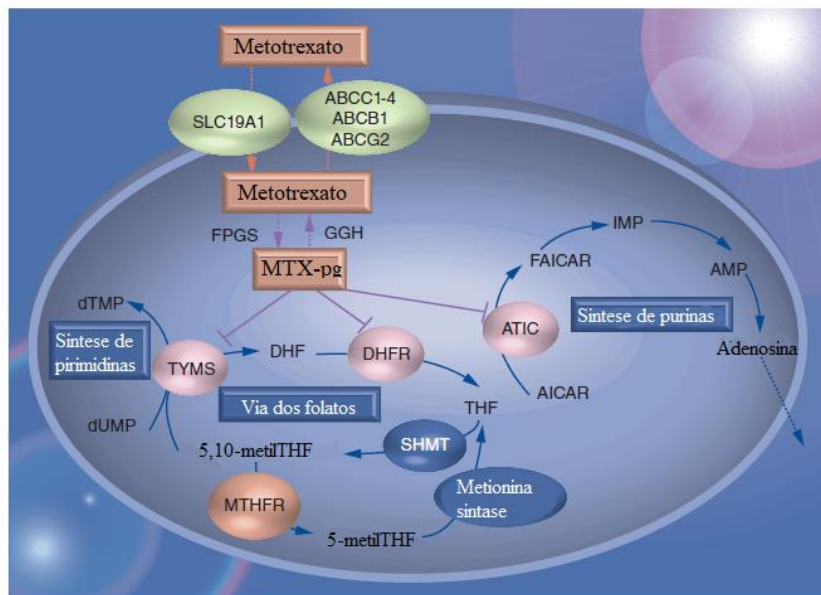 Metotrexato
SLC19A1
ABCC1-4
ABCB1
ABCG2
Metotrexato
FPGS
GGH
MTX-pg
IMP
FAICAR
AMP
dTMP
Sintese de
pirimidinas
TYMS
DHF
DHFR
ATIC
Sintese de purinas
Adenosina
Via dos folatos
AICAR
THF
dUMP
5,10-metilTHF
SHMT
MTHFR
Metionina
sintase
5-metilTHF